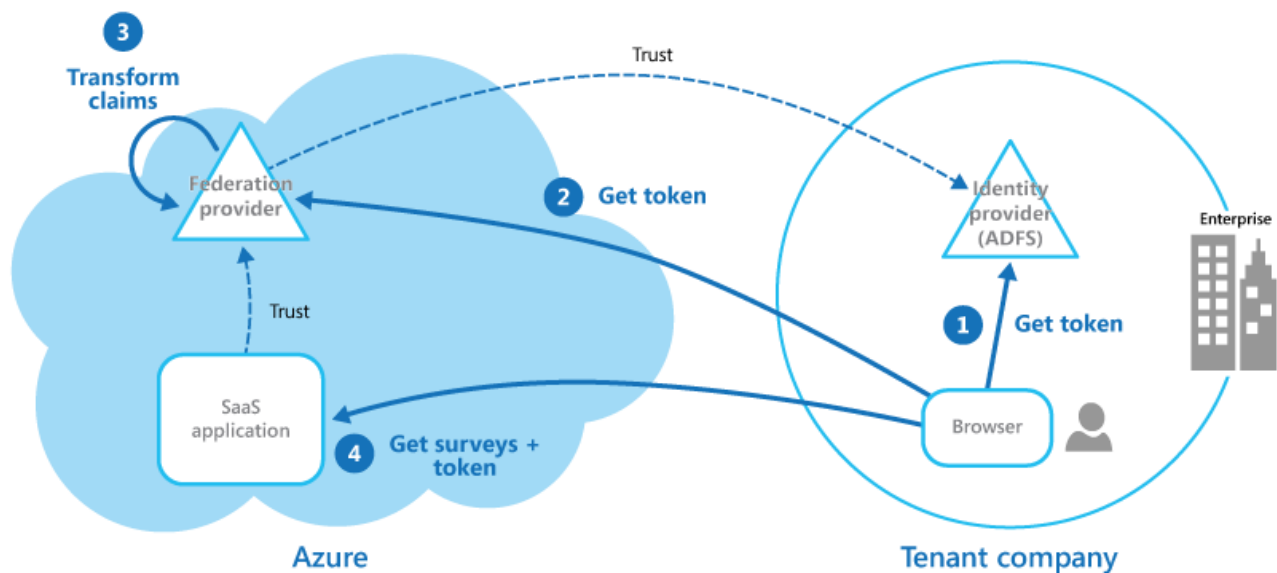 3
Transform
claims
Trust
Federation
provider
2 Get token
Identity
provider
(ADFS)
Enterprise
Trust
1 Get token
SaaS
application
4 Get surveys +
token
Browser
Azure
Tenant company